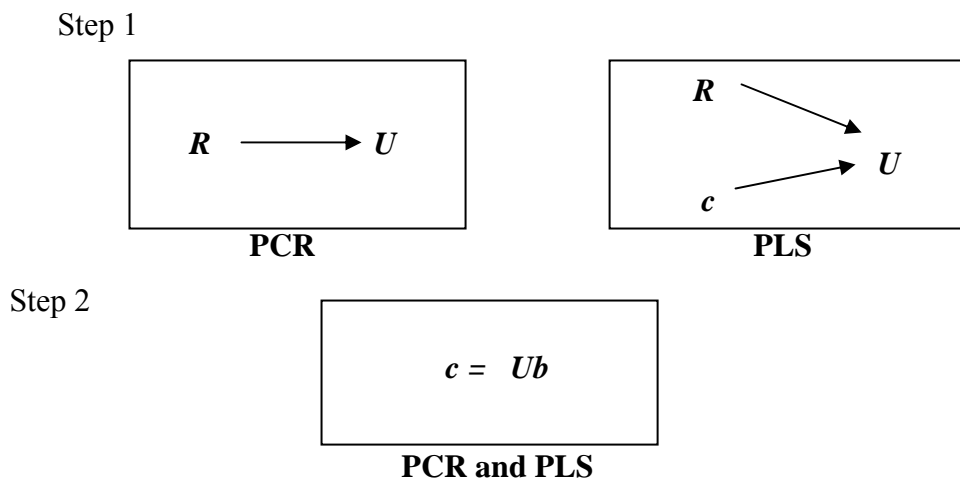 Step 1
R U
R
U
c
PCR PLS
Step 2
c = Ub
PCR and PLS